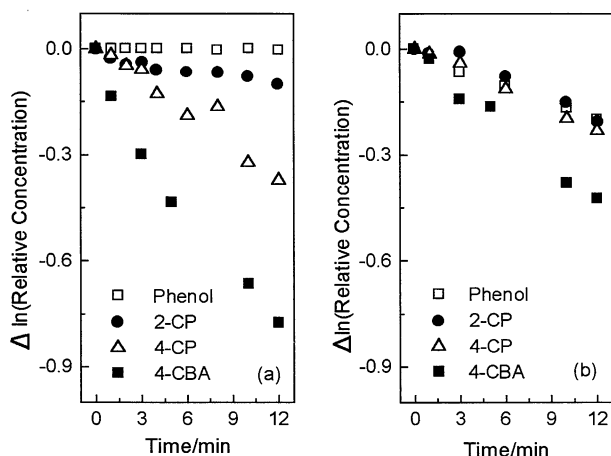 Δ ln(Relative Concentration)
0.0
-0.3
-0.6
-0.9
Phenol
2-CP
4-CP
4-CBA
(a)
0 3 6 9 12
Time/min
Δ ln(Relative Concentration)
0.0
-0.3
-0.6
-0.9
Phenol
2-CP
4-CP
4-CBA
(b)
0 3 6 9 12
Time/min